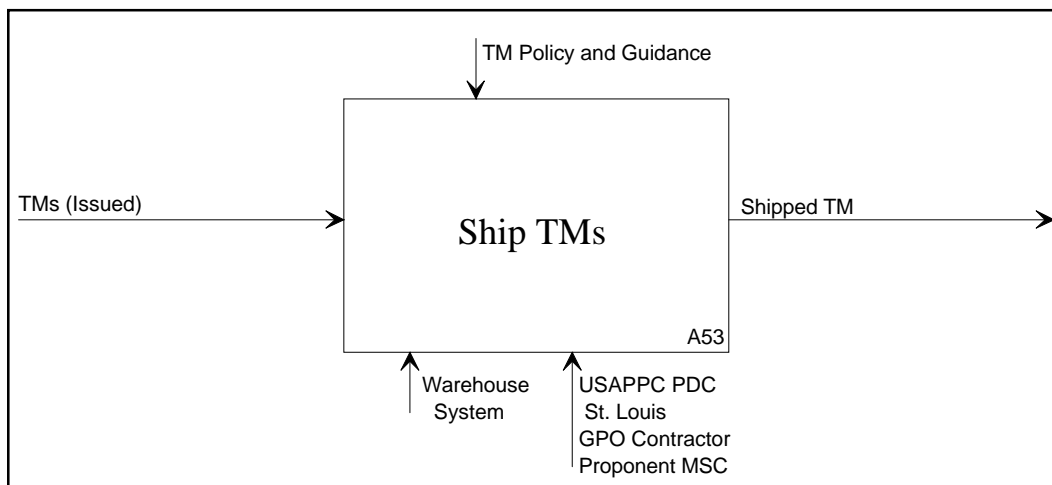 TM Policy and Guidance
TMs (Issued)
Ship TMs
Shipped TM
A53
Warehouse
System
USAPPC PDC
St. Louis
GPO Contractor
Proponent MSC